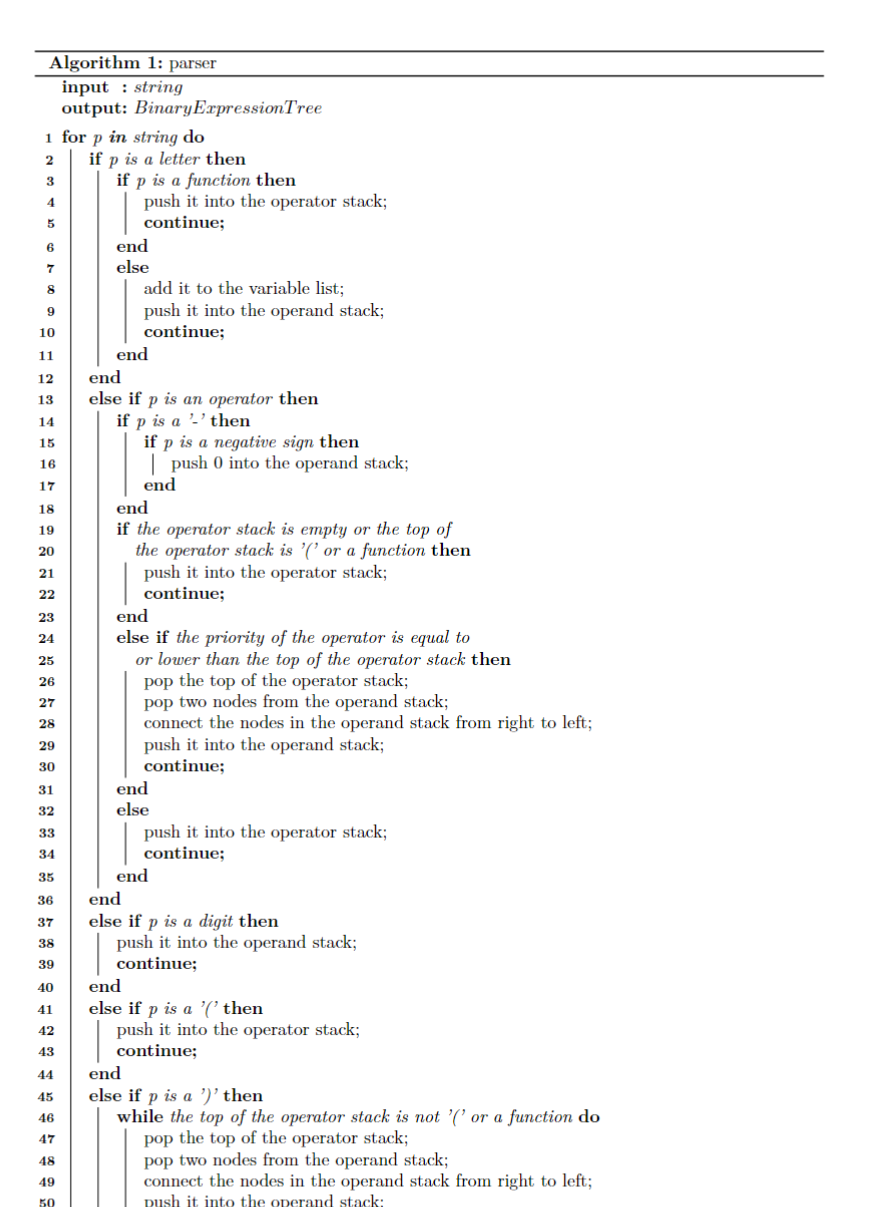 Algorithm 1: parser
input : string
output: BinaryExpressionTree
1 for p in string do
2 if p is a letter then
3 if p is a function then
4 push it into the operator stack;
5 continue;
6 end
7 else
8 add it to the variable list;
9 push it into the operand stack;
10 continue;
11 end
12 end
13 else if p is an operator then
14 if p is a '-' then
15 if p is a negative sign then
16 push 0 into the operand stack;
17 end
18 end
19 if the operator stack is empty or the top of
20 the operator stack is '(' or a function then
21 push it into the operator stack;
22 continue;
23 end
24 else if the priority of the operator is equal to
25 or lower than the top of the operator stack then
26 pop the top of the operator stack;
27 pop two nodes from the operand stack;
28 connect the nodes in the operand stack from right to left;
29 push it into the operand stack;
30 continue;
31 end
32 else
33 push it into the operator stack;
34 continue;
35 end
36 end
37 else if p is a digit then
38 push it into the operand stack;
39 continue;
40 end
41 else if p is a '(' then
42 push it into the operator stack;
43 continue;
44 end
45 else if p is a ')' then
46 while the top of the operator stack is not '(' or a function do
47 pop the top of the operator stack;
48 pop two nodes from the operand stack;
49 connect the nodes in the operand stack from right to left;
50 push it into the operand stack;